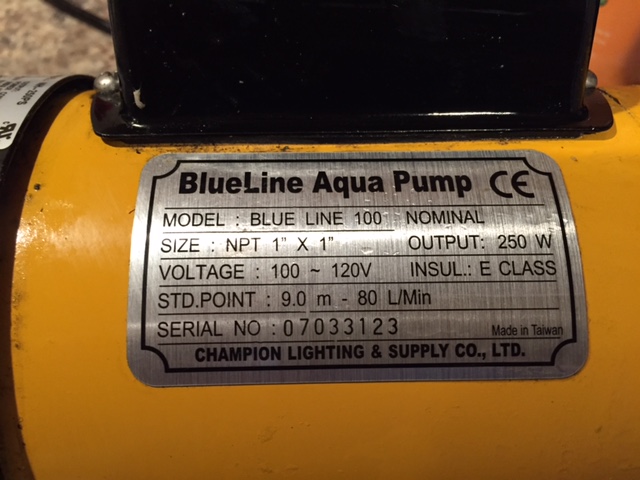 BlueLine Aqua Pump CE
MODEL : BLUE LINE 100 NOMINAL
SIZE : NPT 1" X 1" OUTPUT: 250 W
VOLTAGE : 100 ~ 120V INSUL.: E CLASS
STD.POINT : 9.0 m - 80 L/Min
SERIAL NO : 07033123 Made in Taiwan
CHAMPION LIGHTING & SUPPLY CO., LTD.